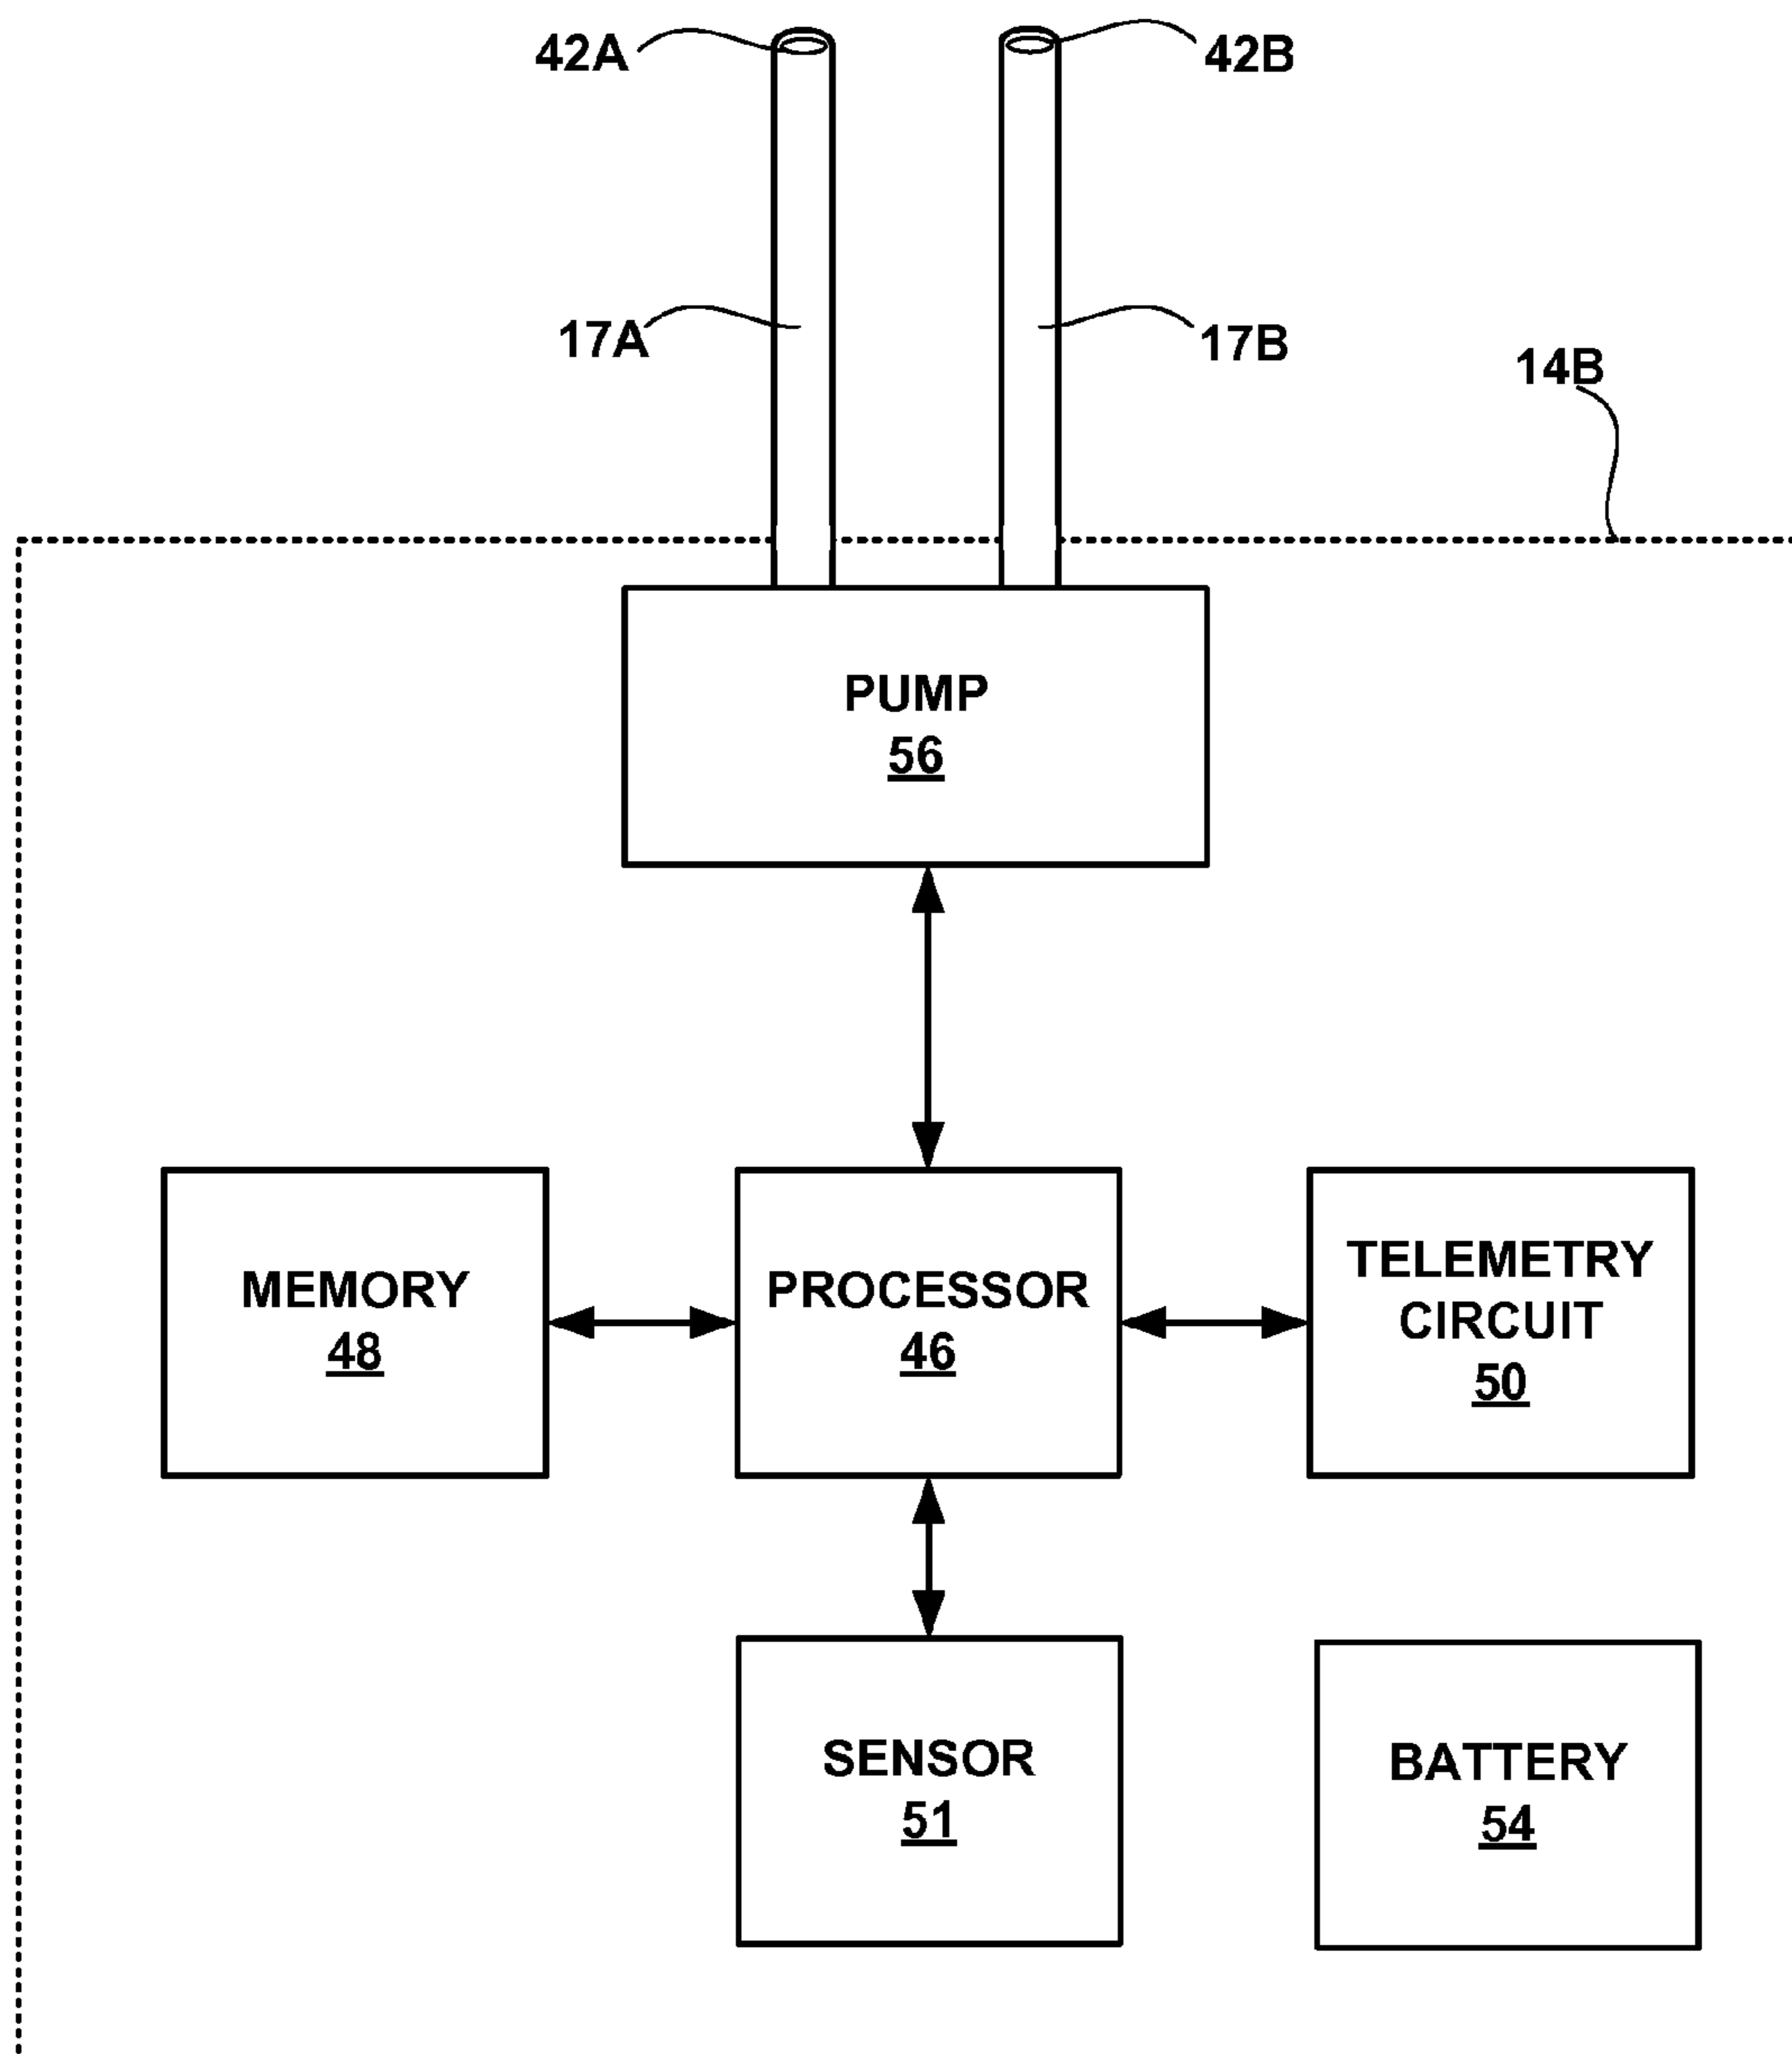 42A
42B
17A
17B
14B
PUMP
56
MEMORY
48
PROCESSOR
46
TELEMETRY
CIRCUIT
50
SENSOR
51
BATTERY
54